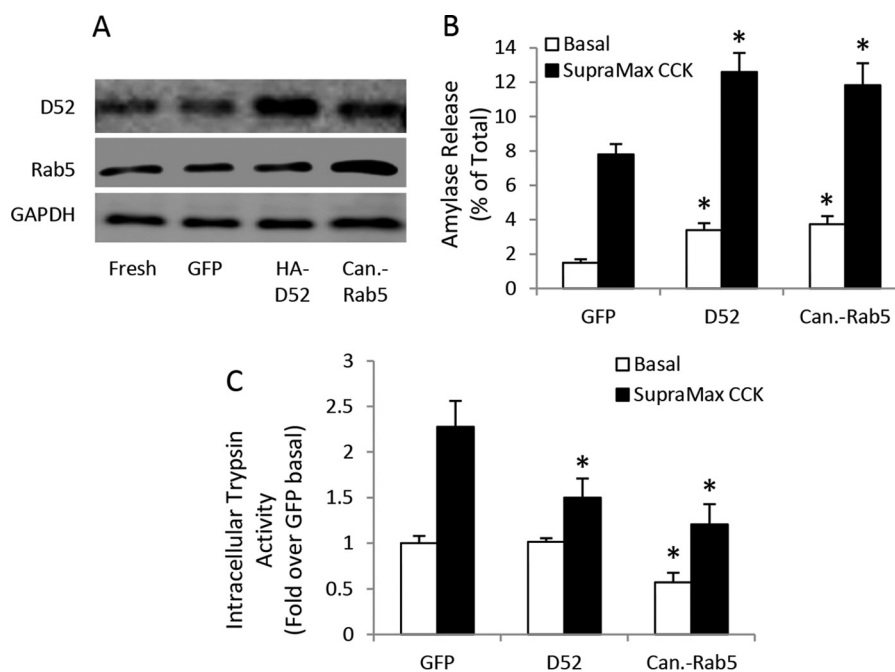 A
D52
Rab5
GAPDH
Fresh GFP HA- Can.-
D52 Rab5
B
Basal
SupraMax CCK
Amylase Release
(% of Total)
14
12
10
8
6
4
2
0
* * * *
GFP D52 Can.-Rab5
C
Basal
SupraMax CCK
Intracellular Trypsin
Activity
(Fold over GFP basal)
3
2.5
2
1.5
1
0.5
0
* * *
GFP D52 Can.-Rab5